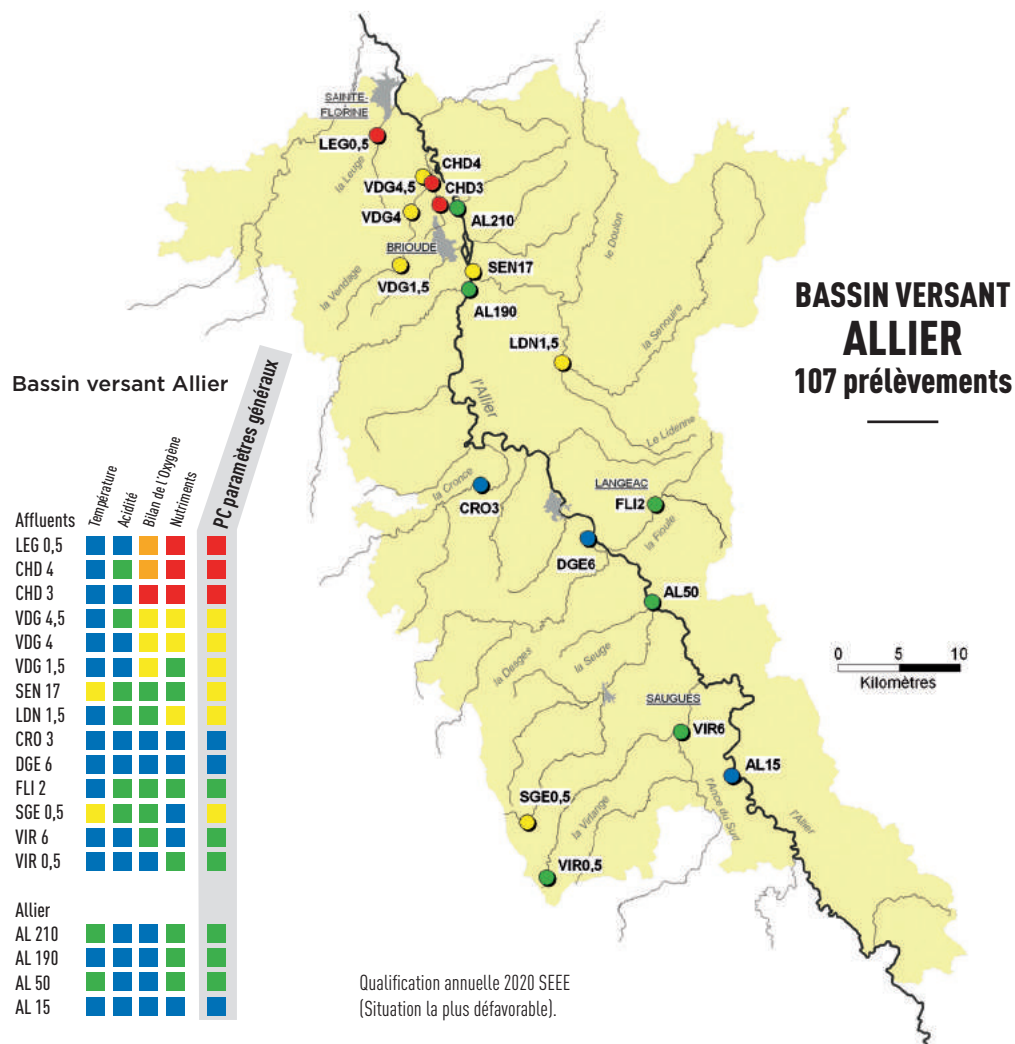 SAINTE-
FLORINE
LEG0,5
la Leuge
CHD4
VDG4,5
CHD3
VDG4
AL210
BRIOUDE
SEN17
la Vendage
VDG1,5
AL190
le Doulon
la Senouire
LDN1,5
l'Allier
BASSIN VERSANT
ALLIER
107 prélèvements
Le Lidenne
la Cronce
CRO3
LANGEAC
FLI2
la Fioule
DGE6
AL50
la Desges
la Seuge
0 5 10
Kilomètres
SAUGUES
VIR6
AL15
SGE0,5
la Virlange
l'Ance du Sud
l'Allier
VIR0,5
Bassin versant Allier
Affluents
Température
Acidité
Bilan de l'Oxygène
Nutriments
PC paramètres généraux
LEG 0,5
CHD 4
CHD 3
VDG 4,5
VDG 4
VDG 1,5
SEN 17
LDN 1,5
CRO 3
DGE 6
FLI 2
SGE 0,5
VIR 6
VIR 0,5
Allier
AL 210
AL 190
AL 50
AL 15
Qualification annuelle 2020 SEEE
(Situation la plus défavorable).